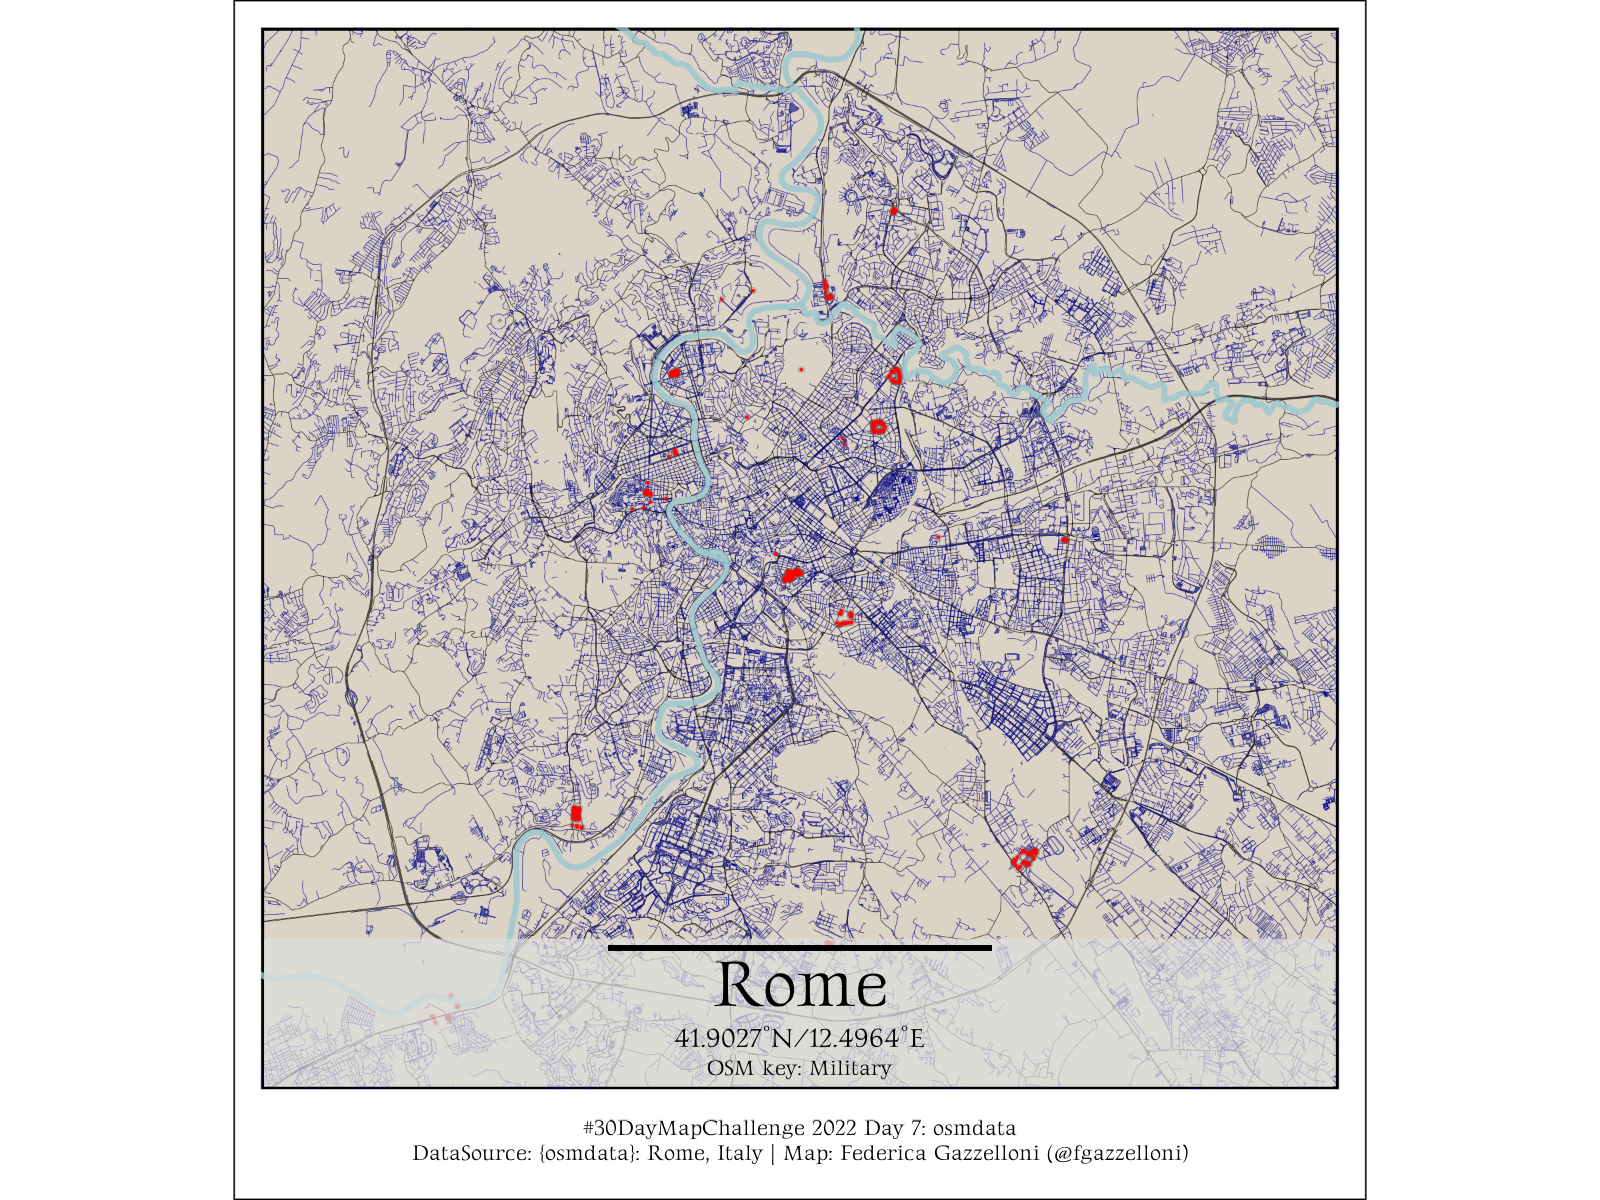 Rome
41.9027°N/12.4964°E
OSM key: Military
#30DayMapChallenge 2022 Day 7: osmdata
DataSource: {osmdata}: Rome, Italy | Map: Federica Gazzelloni (@fgazzelloni)